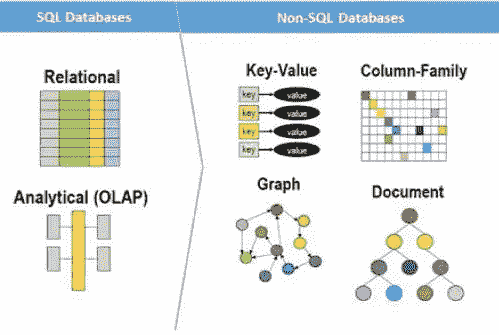 SQL Databases
Non-SQL Databases
Relational
Analytical (OLAP)
Key-Value
key value
key value
key value
key value
Column-Family
Graph
Document